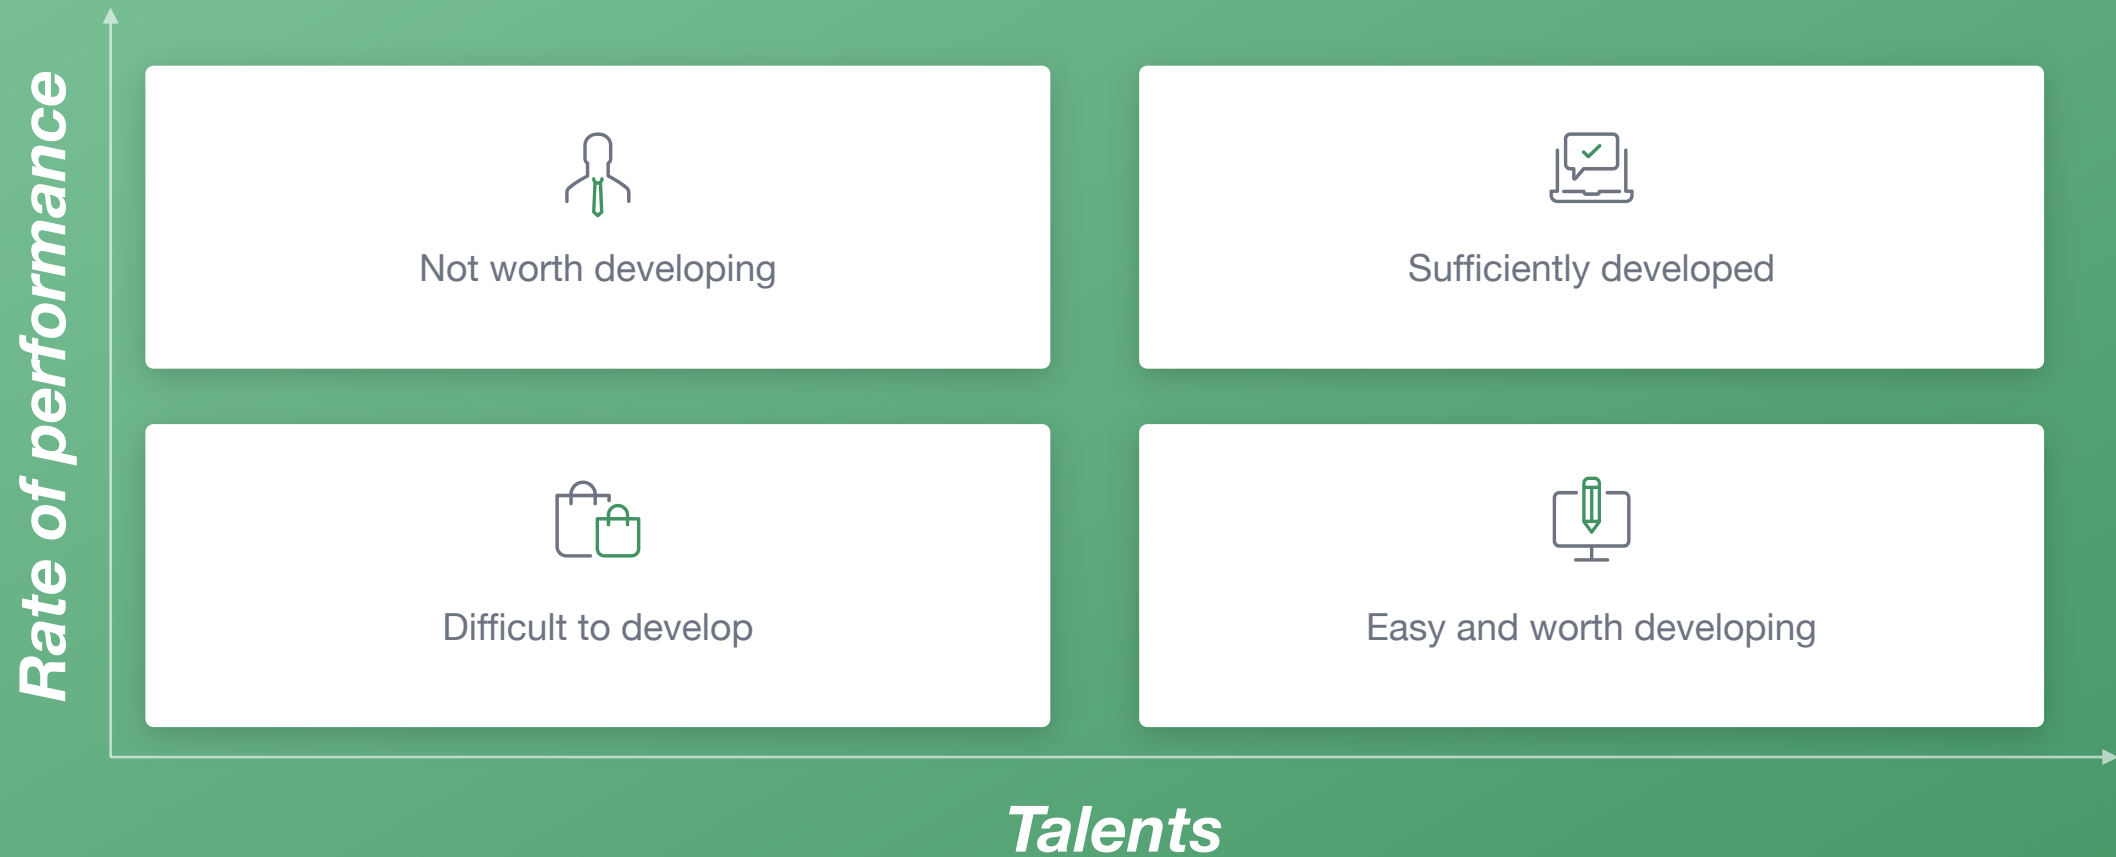 Rate of performance
Not worth developing
Sufficiently developed
Difficult to develop
Easy and worth developing
Talents